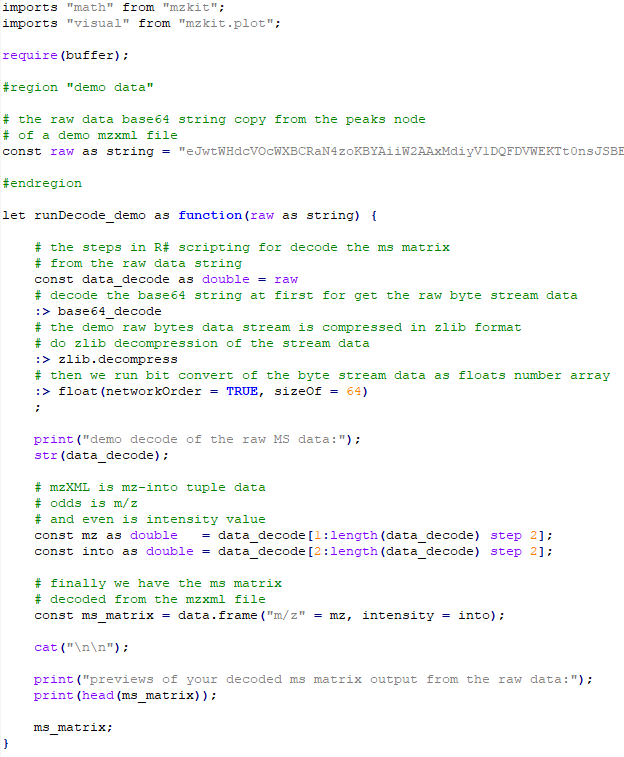 imports "math" from "mzkit";
imports "visual" from "mzkit.plot";
require(buffer);
#region "demo data"
# the raw data base64 string copy from the peaks node
# of a demo mzxml file
const raw as string = "eJwtWHdcVOcWXBCRaN4zoKBYAiiW2AAxMdiyVlDQFDVWEKTt0nsJSBE
#endregion
let runDecode_demo as function(raw as string) {
# the steps in R# scripting for decode the ms matrix
# from the raw data string
const data_decode as double = raw
# decode the base64 string at first for get the raw byte stream data
:> base64_decode
# the demo raw bytes data stream is compressed in zlib format
# do zlib decompression of the stream data
:> zlib.decompress
# then we run bit convert of the byte stream data as floats number array
:> float(networkOrder = TRUE, sizeOf = 64)
;
print("demo decode of the raw MS data:");
str(data_decode);
# mzXML is mz-into tuple data
# odds is m/z
# and even is intensity value
const mz as double   = data_decode[1:length(data_decode) step 2];
const into as double = data_decode[2:length(data_decode) step 2];
# finally we have the ms matrix
# decoded from the mzxml file
const ms_matrix = data.frame("m/z" = mz, intensity = into);
cat("\n\n");
print("previews of your decoded ms matrix output from the raw data:");
print(head(ms_matrix));
ms_matrix;
}